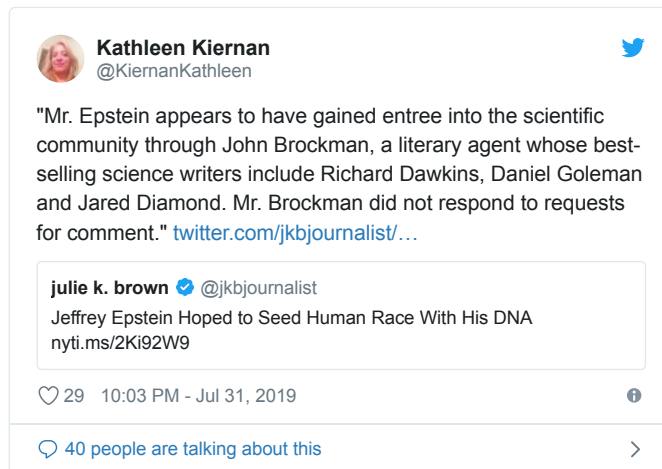 Kathleen Kiernan
@KiernanKathleen
"Mr. Epstein appears to have gained entree into the scientific
community through John Brockman, a literary agent whose best-
selling science writers include Richard Dawkins, Daniel Goleman
and Jared Diamond. Mr. Brockman did not respond to requests
for comment." twitter.com/jkbjournalist/…
julie k. brown @jkbjournalist
Jeffrey Epstein Hoped to Seed Human Race With His DNA
nyti.ms/2Ki92W9
29 10:03 PM - Jul 31, 2019
40 people are talking about this